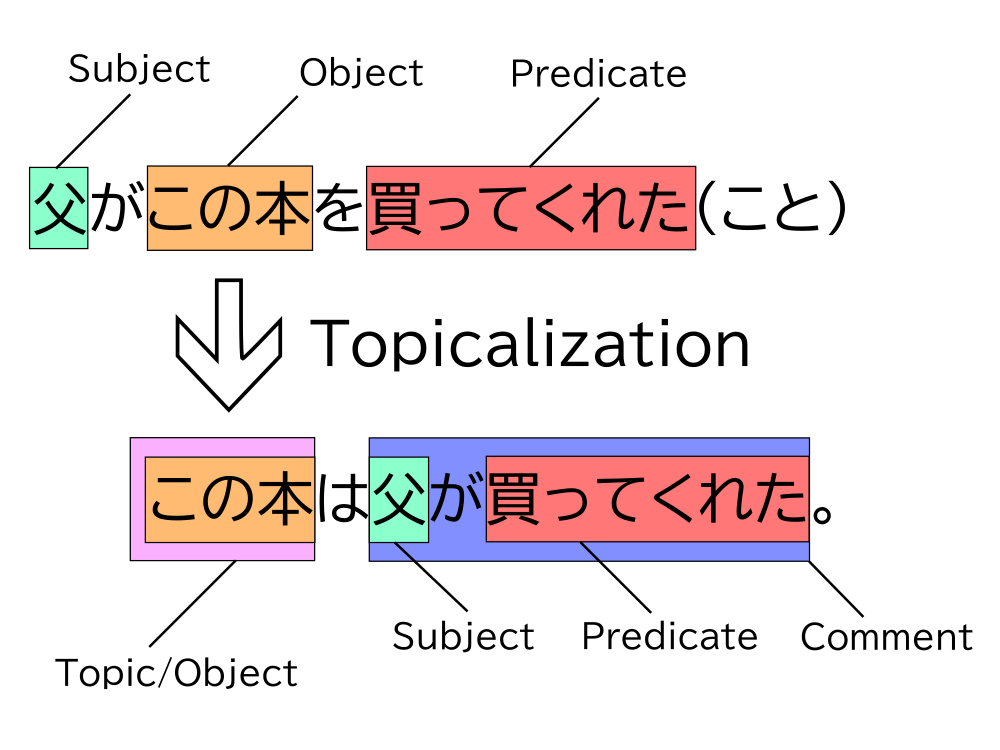 Subject Object Predicate
父がこの本を買ってくれた(こと)
Topicalization
この本は父が買ってくれた。
Subject Predicate Comment
Topic/Object